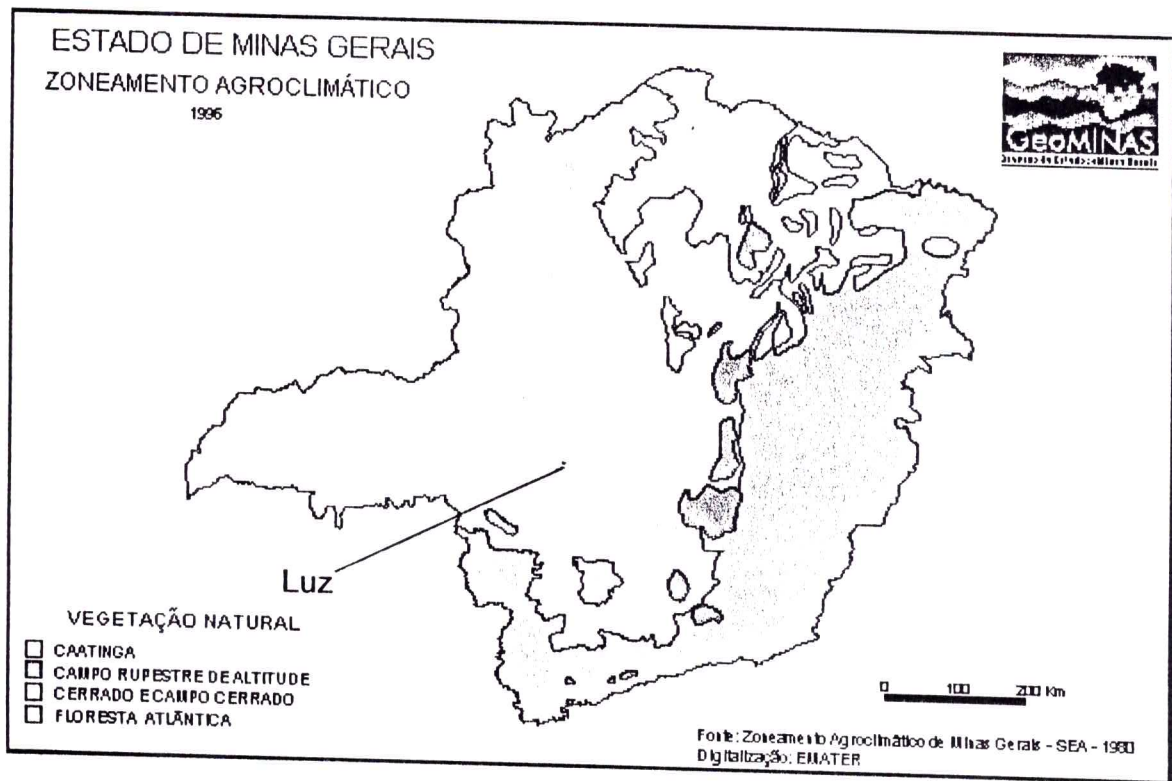 ESTADO DE MINAS GERAIS
ZONEAMENTO AGROCLIMÁTICO
1996
GeoMINAS
Luz
VEGETAÇÃO NATURAL
CAATINGA
CAMPO RUPESTRE DE ALTITUDE
CERRADO E CAMPO CERRADO
FLORESTA ATLÂNTICA
0 100 200 Km
Fonte: Zoneamento Agroclimático de Minas Gerais - SEA - 1980
Digitalização: EMATER